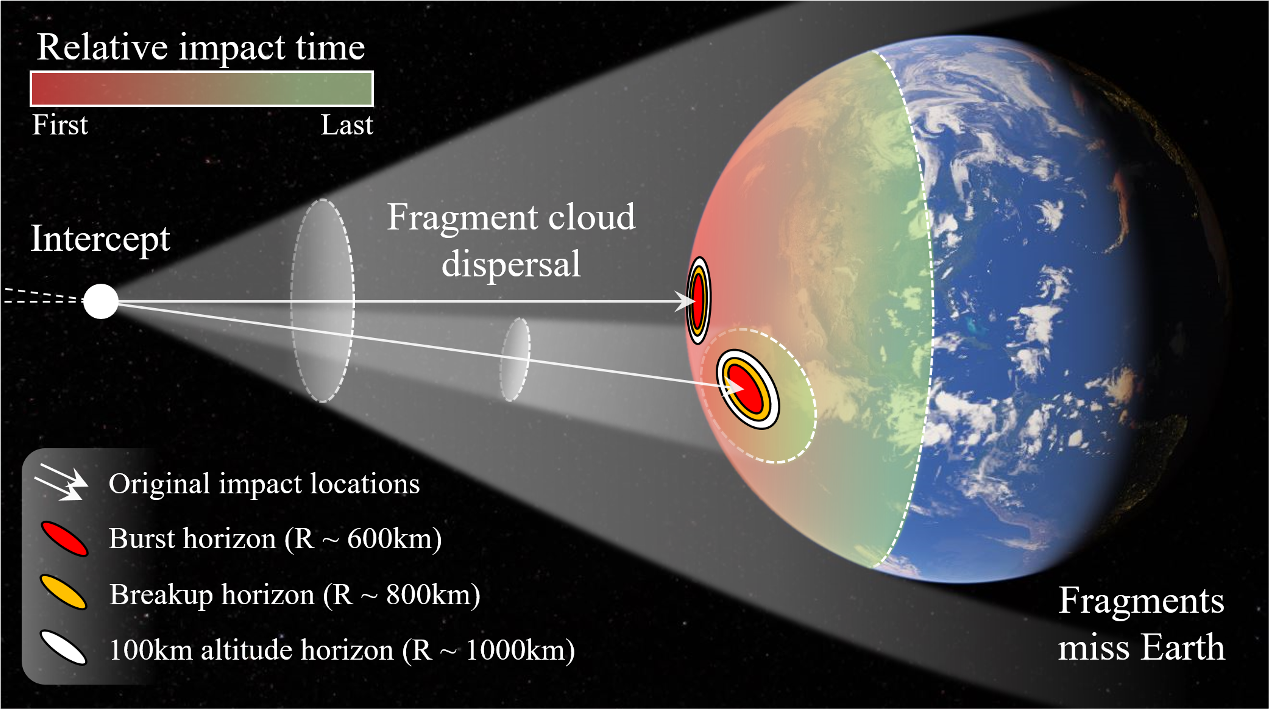 Relative impact time
First
Last
Intercept
Fragment cloud
dispersal
Original impact locations
Burst horizon (R ~ 600km)
Breakup horizon (R ~ 800km)
100km altitude horizon (R ~ 1000km)
Fragments
miss Earth